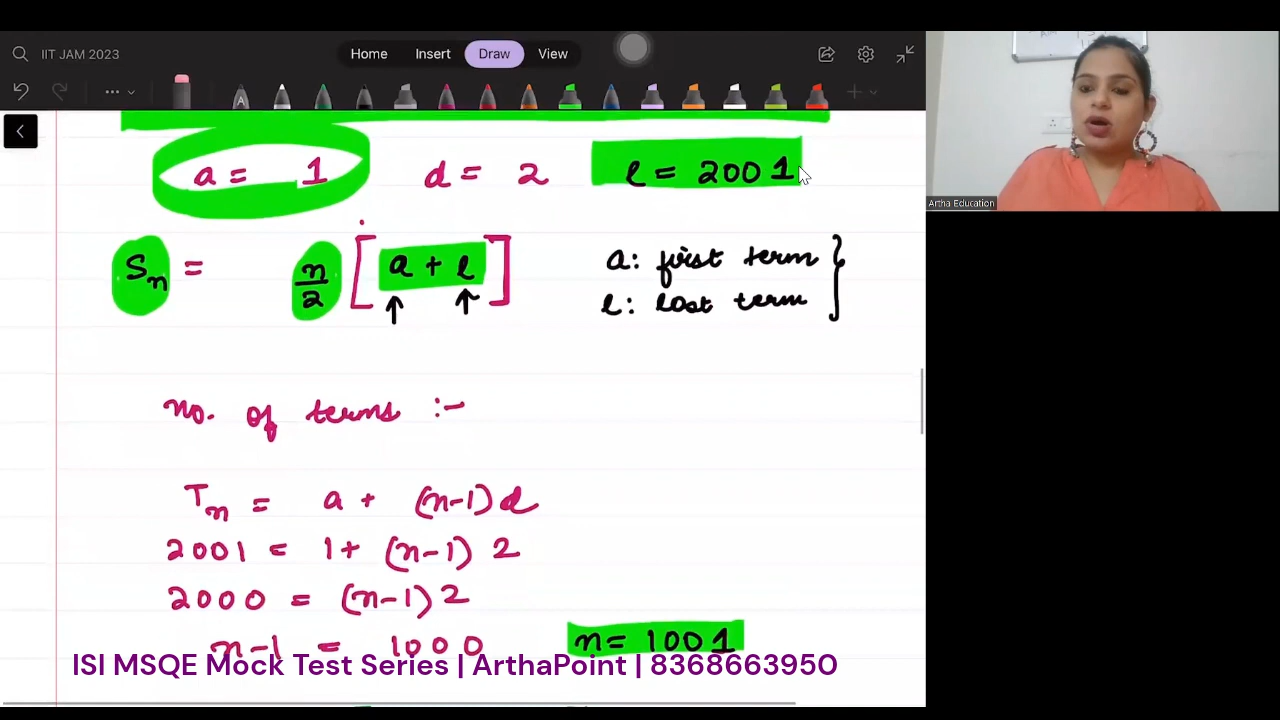 IIT JAM 2023
Home Insert Draw View
a = 1 d = 2 l = 2001
Sn = n/2 [a + l] a: first term
l: last term }
no. of terms :-
Tn = a + (n-1)d
2001 = 1 + (n-1) 2
2000 = (n-1) 2
n-1 = 1000 n = 1001
ISI MSQE Mock Test Series | ArthaPoint | 8368663950
Artha Education